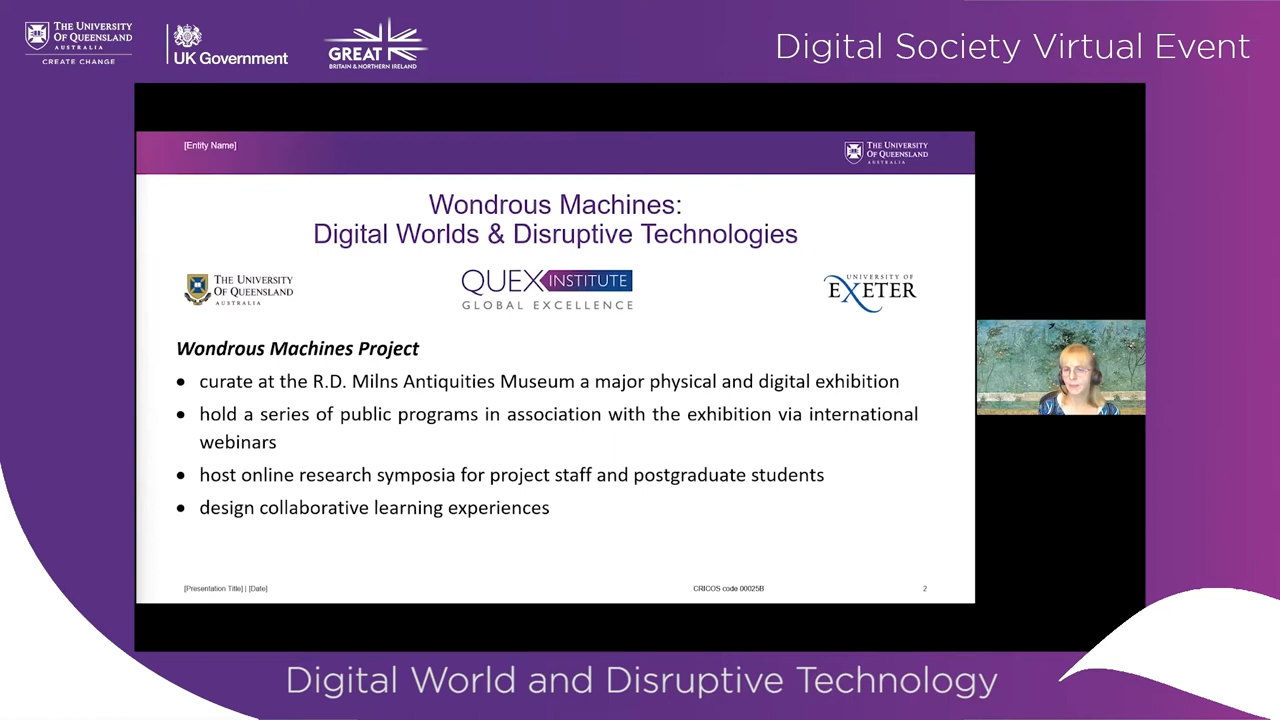 THE UNIVERSITY
OF QUEENSLAND
AUSTRALIA
CREATE CHANGE
UK Government
GREAT
BRITAIN & NORTHERN IRELAND
Digital Society Virtual Event
[Entity Name]
THE UNIVERSITY
OF QUEENSLAND
AUSTRALIA
Wondrous Machines:
Digital Worlds & Disruptive Technologies
THE UNIVERSITY
OF QUEENSLAND
AUSTRALIA
QUEX INSTITUTE
GLOBAL EXCELLENCE
UNIVERSITY OF
EXETER
Wondrous Machines Project
• curate at the R.D. Milns Antiquities Museum a major physical and digital exhibition
• hold a series of public programs in association with the exhibition via international
webinars
• host online research symposia for project staff and postgraduate students
• design collaborative learning experiences
[Presentation Title] | [Date]
CRICOS code 00025B
2
Digital World and Disruptive Technology